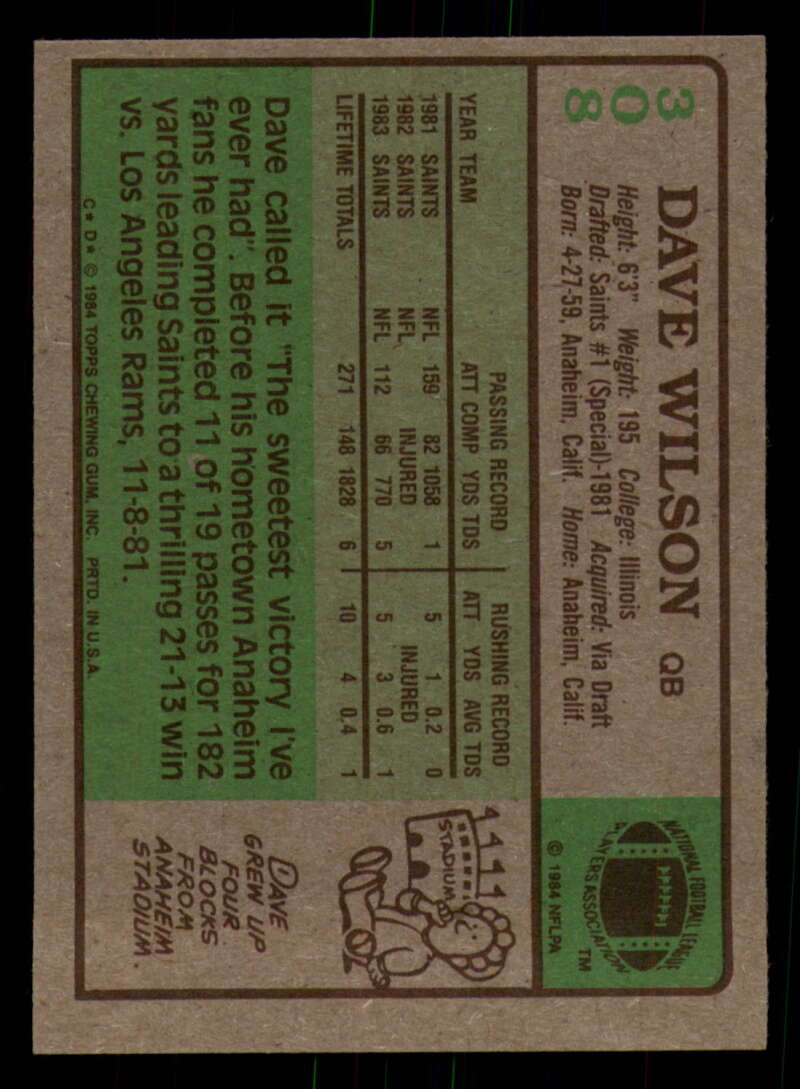 308
DAVE WILSON QB
Height: 6'3" Weight: 195 College: Illinois
Drafted: Saints #1 (Special)-1981 Acquired: Via Draft
Born: 4-27-59, Anaheim, Calif. Home: Anaheim, Calif.
NATIONAL FOOTBALL LEAGUE
PLAYERS ASSOCIATION
TM
© 1984 NFLPA
PASSING RECORD RUSHING RECORD
YEAR TEAM ATT COMP YDS TDS ATT YDS AVG TDS
1981 SAINTS NFL 159 82 1058 1 5 1 0.2 0
1982 SAINTS NFL INJURED INJURED
1983 SAINTS NFL 112 66 770 5 5 3 0.6 1
LIFETIME TOTALS 271 148 1828 6 10 4 0.4 1
Dave called it "The sweetest victory I've
ever had". Before his hometown Anaheim
fans he completed 11 of 19 passes for 182
yards leading Saints to a thrilling 21-13 win
vs. Los Angeles Rams, 11-8-81.
C* D* © 1984 TOPPS CHEWING GUM, INC. PRTD. IN U.S.A.
STADIUM
DAVE
GREW UP
FOUR
BLOCKS
FROM
ANAHEIM
STADIUM.